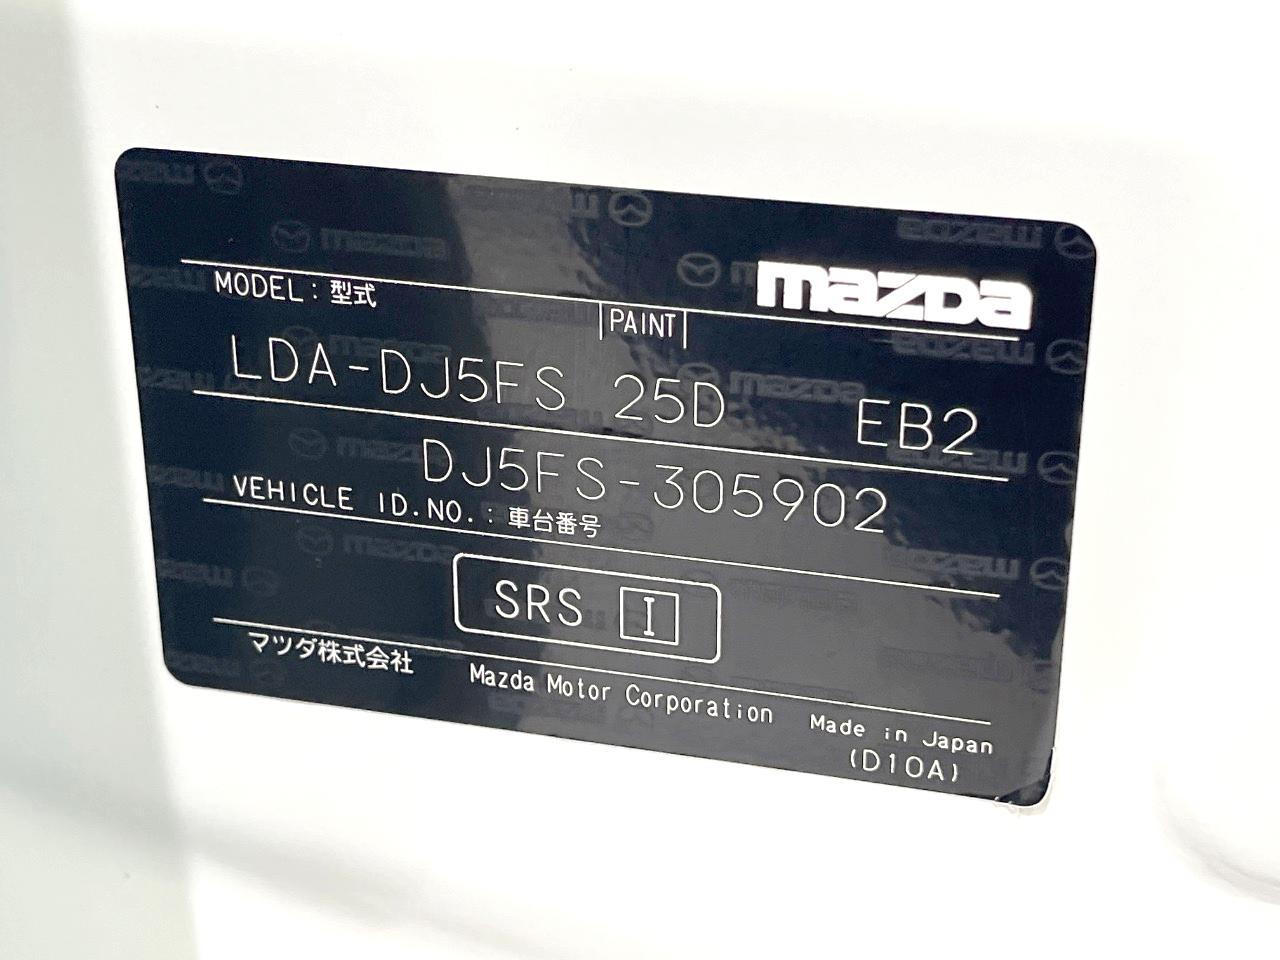 mazda
MODEL : 型式
PAINT
LDA-DJ5FS 25D EB2
DJ5FS-305902
VEHICLE ID.NO. : 車台番号
SRS I
マツダ株式会社 Mazda Motor Corporation Made in Japan
(D10A)